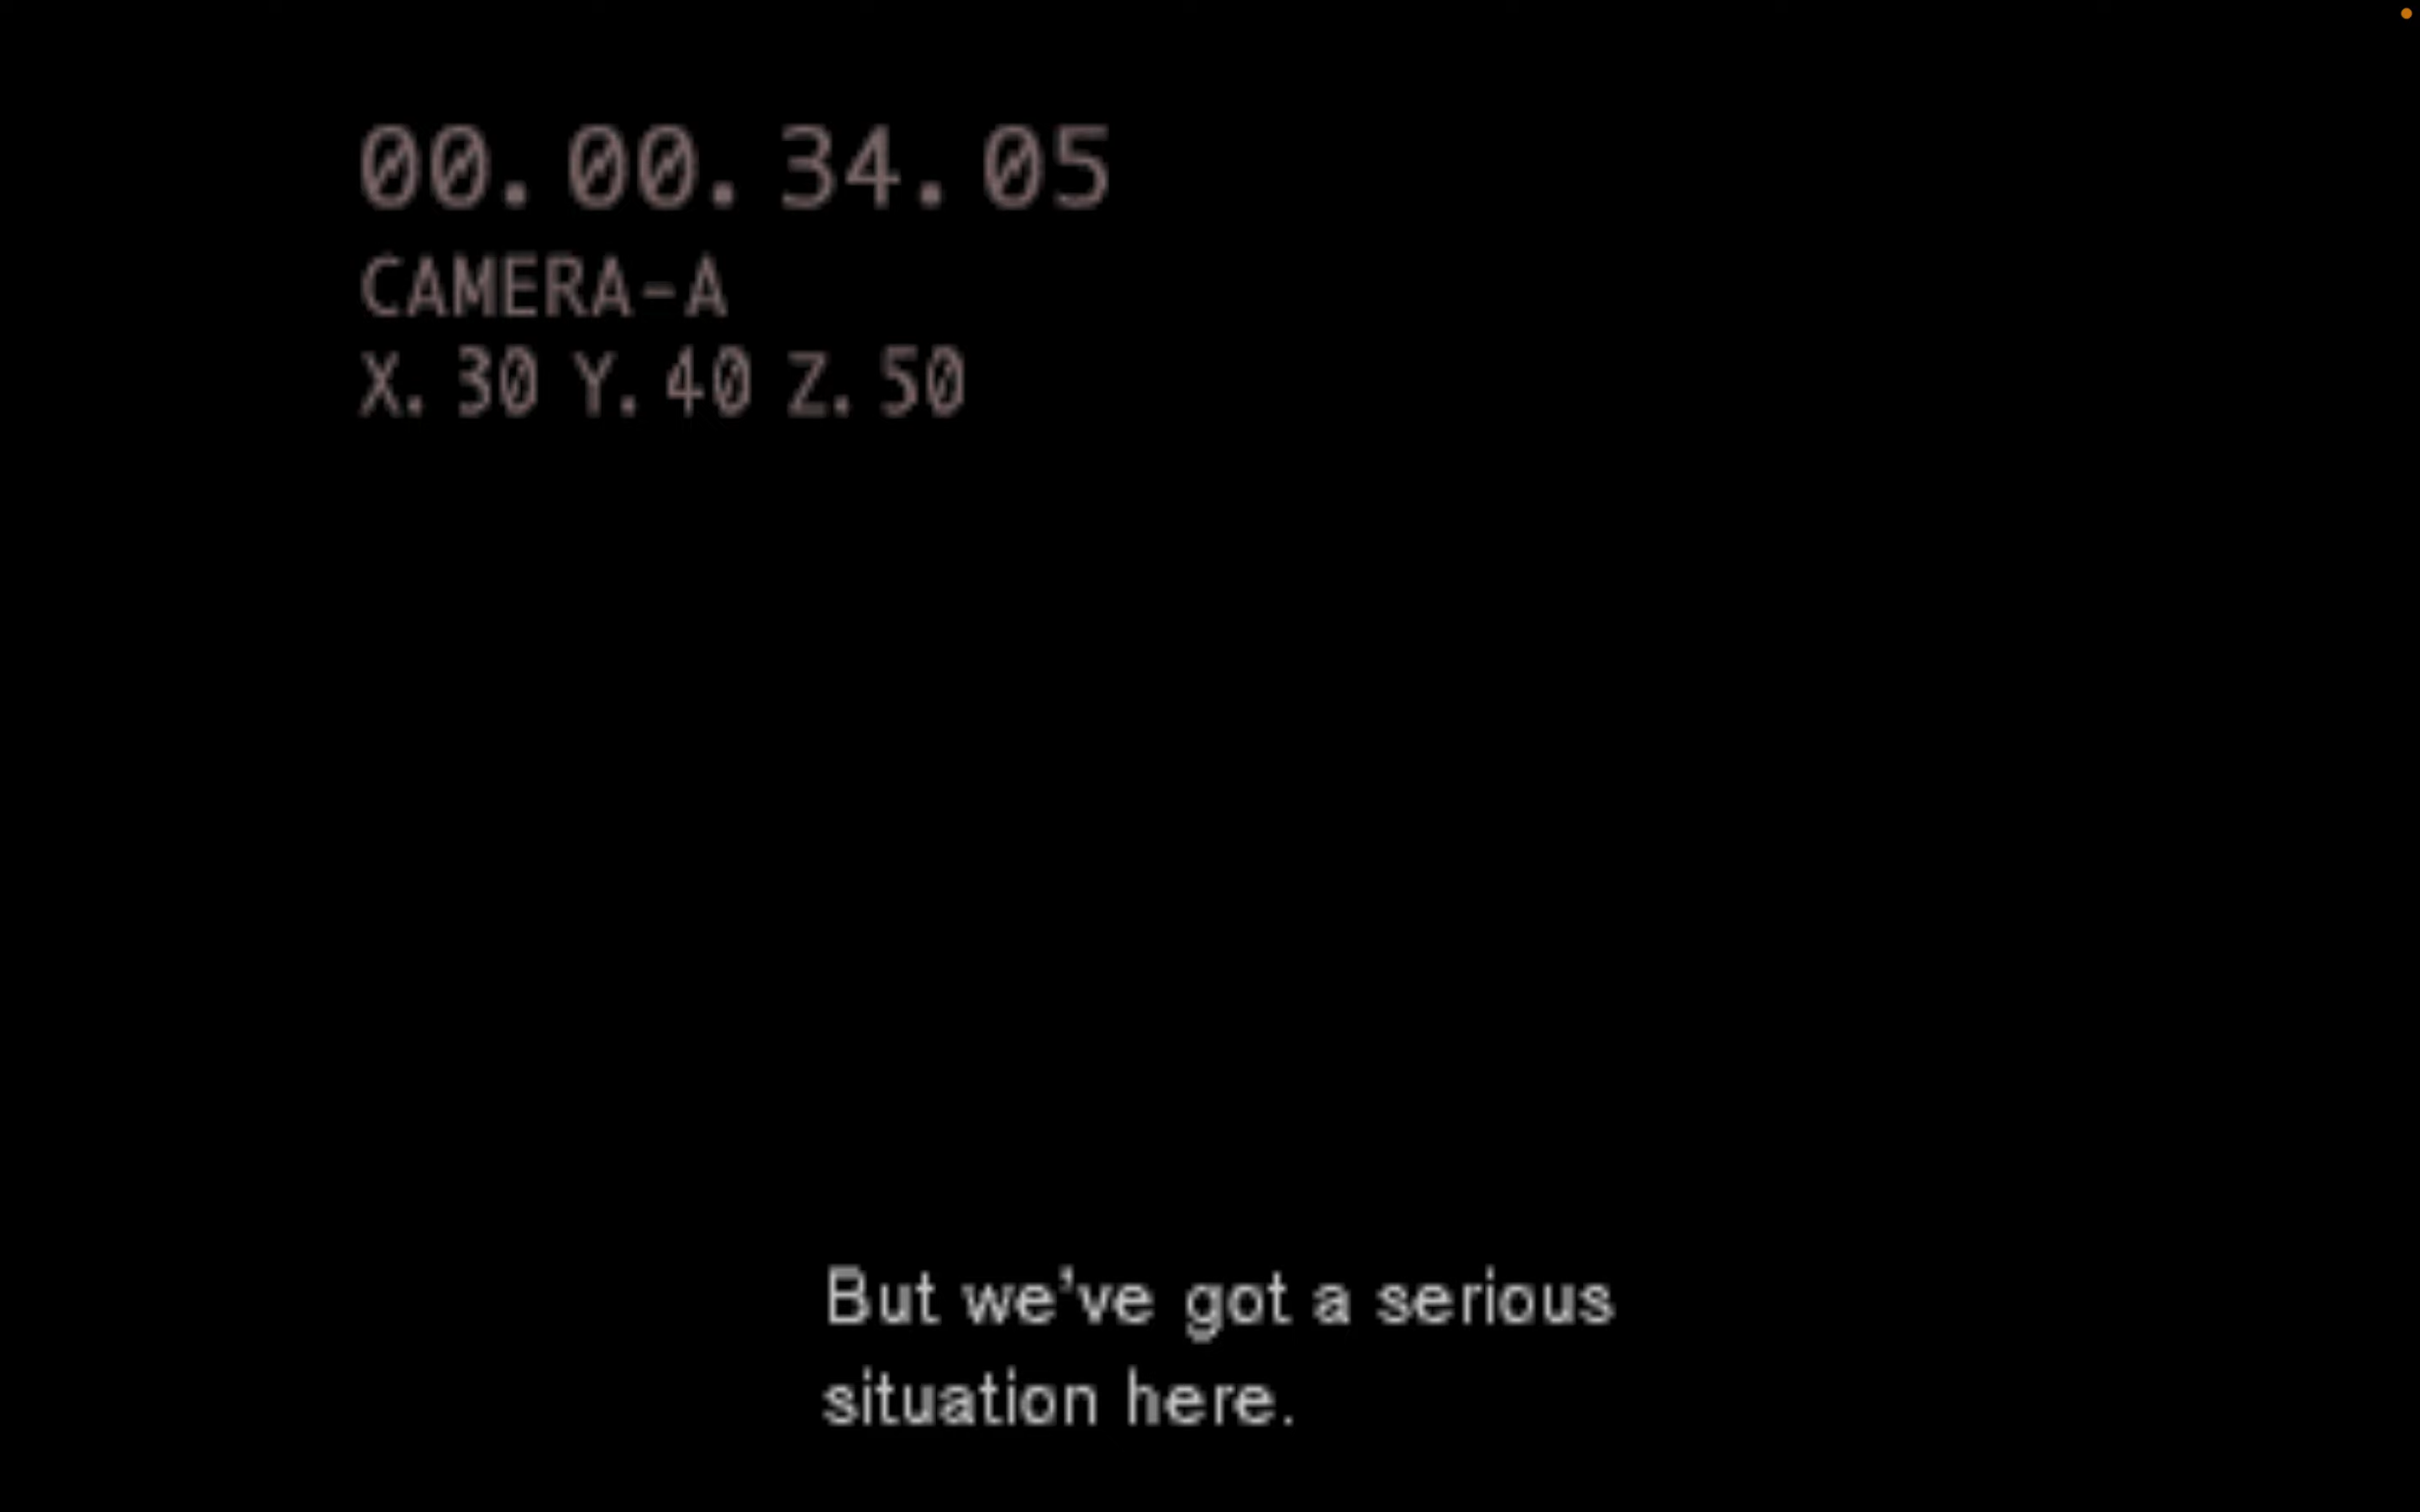 00.00.34.05
CAMERA-A
X.30 Y.40 Z.50
But we've got a serious
situation here.